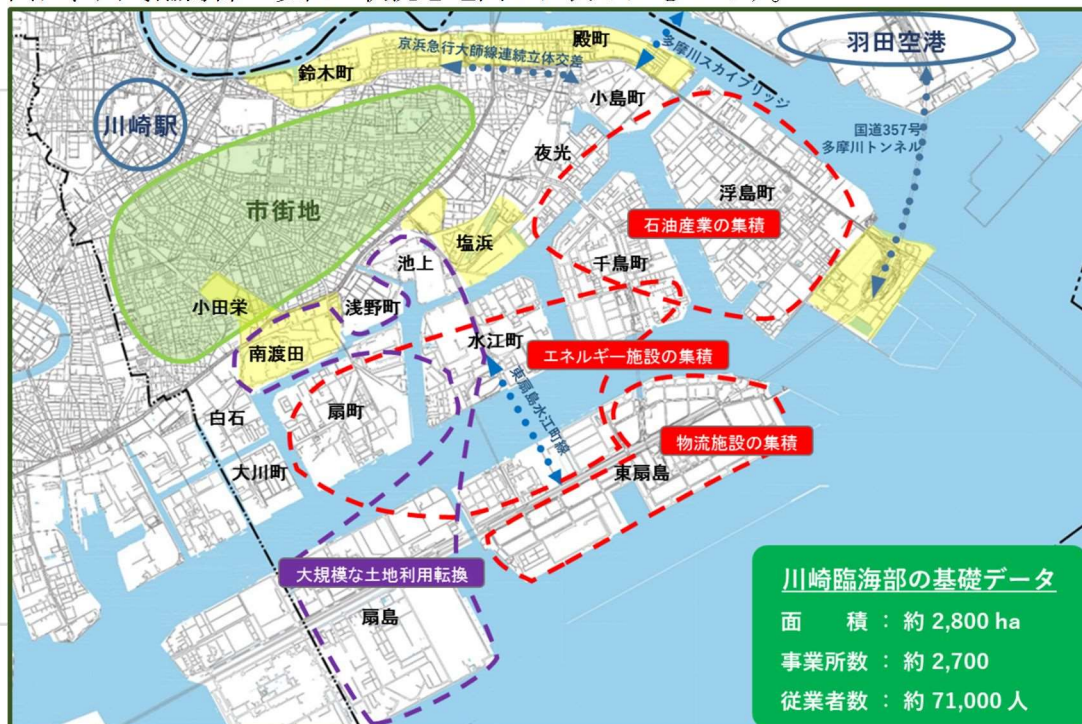 殿町
羽田空港
京浜急行大師線連続立体交差
鈴木町
多摩川スカイブリッジ
小島町
川崎駅
国道357号
多摩川トンネル
夜光
浮島町
市街地
石油産業の集積
塩浜
池上
千鳥町
小田栄
浅野町
南渡田
水江町
エネルギー施設の集積
東扇島水江町線
扇町
白石
物流施設の集積
大川町
東扇島
大規模な土地利用転換
扇島
川崎臨海部の基礎データ
面　積 : 約 2,800 ha
事業所数 : 約 2,700
従業者数 : 約 71,000 人